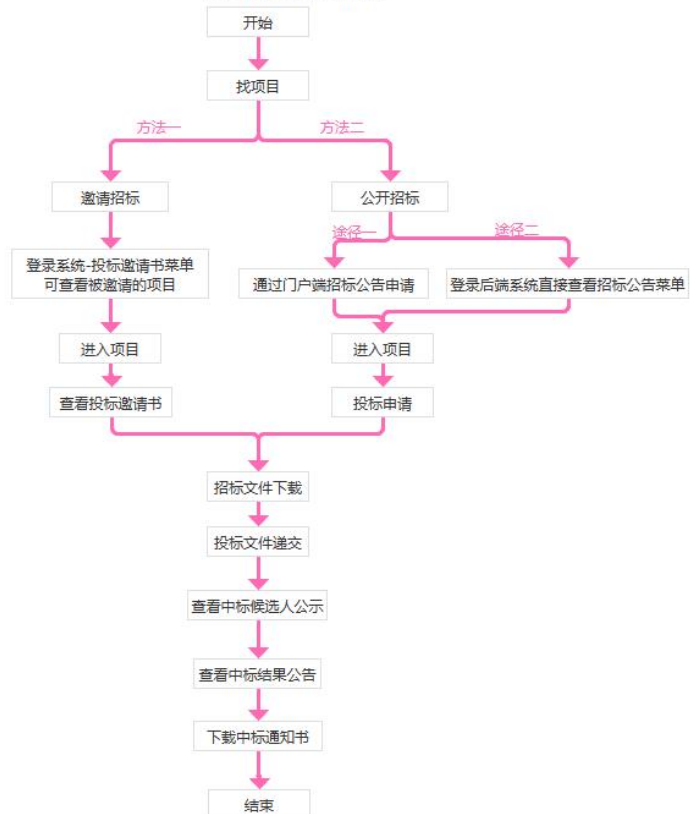 开始
找项目
方法一
方法二
邀请招标
公开招标
途径一
途径二
登录系统-投标邀请书菜单
可查看被邀请的项目
通过门户端招标公告申请
登录后端系统直接查看招标公告菜单
进入项目
进入项目
查看投标邀请书
投标申请
招标文件下载
投标文件递交
查看中标候选人公示
查看中标结果公告
下载中标通知书
结束